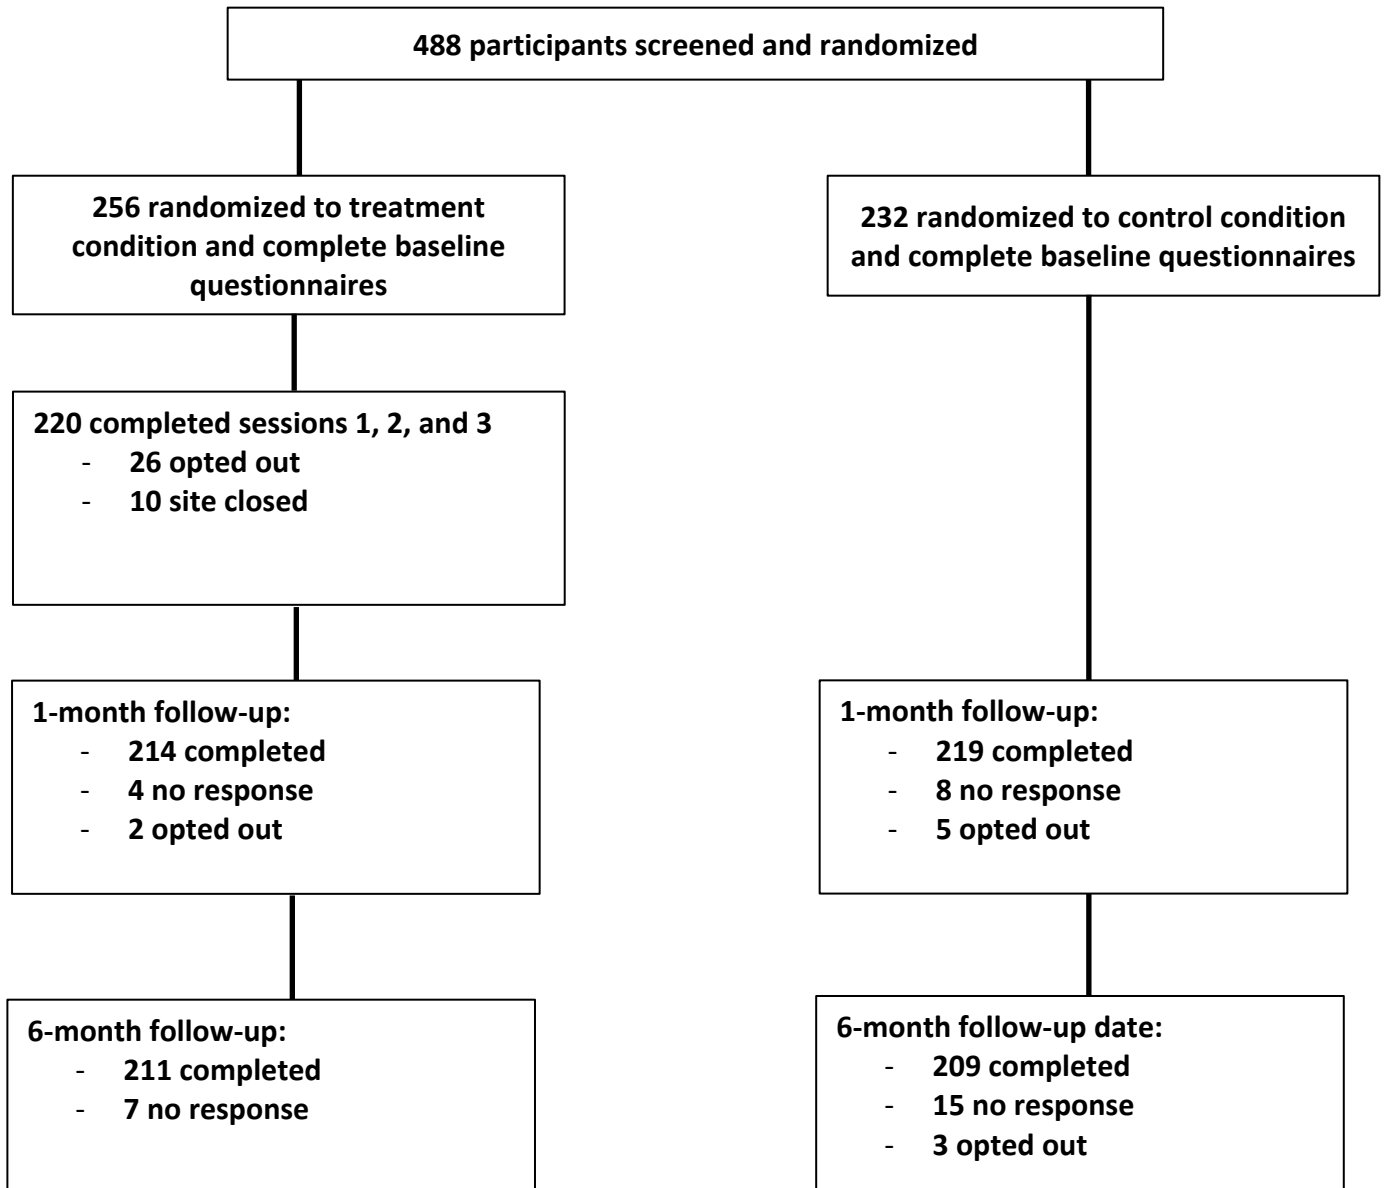 488 participants screened and randomized
256 randomized to treatment
condition and complete baseline
questionnaires
232 randomized to control condition
and complete baseline questionnaires
220 completed sessions 1, 2, and 3
- 26 opted out
- 10 site closed
1-month follow-up:
- 214 completed
- 4 no response
- 2 opted out
1-month follow-up:
- 219 completed
- 8 no response
- 5 opted out
6-month follow-up:
- 211 completed
- 7 no response
6-month follow-up date:
- 209 completed
- 15 no response
- 3 opted out